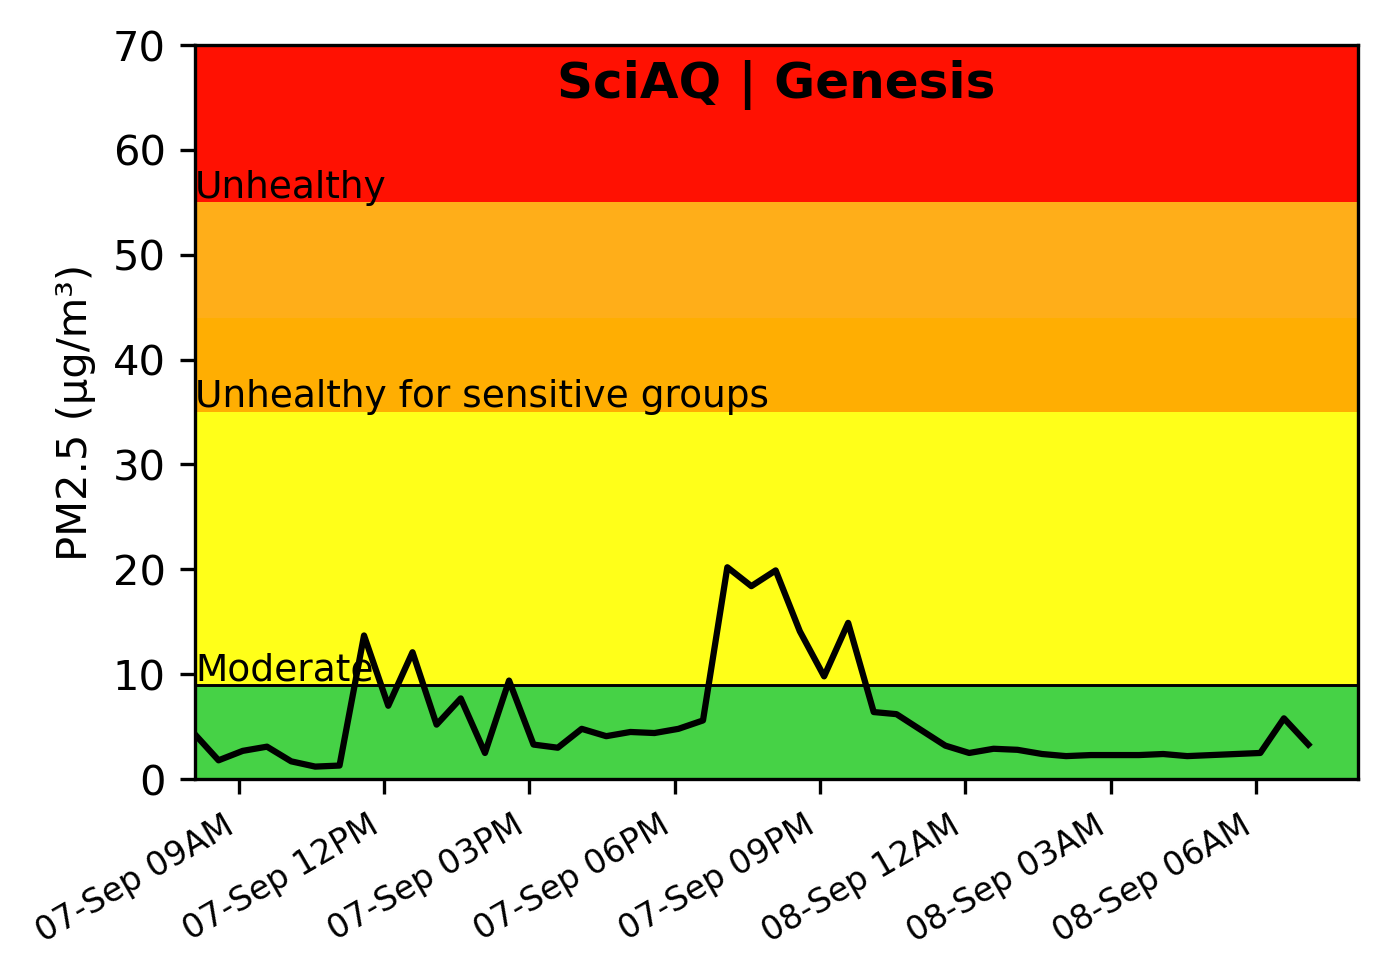 SciAQ | Genesis
70
60
50
40
30
20
10
0
PM2.5 (µg/m³)
Unhealthy
Unhealthy for sensitive groups
Moderate
07-Sep 09AM
07-Sep 12PM
07-Sep 03PM
07-Sep 06PM
07-Sep 09PM
08-Sep 12AM
08-Sep 03AM
08-Sep 06AM